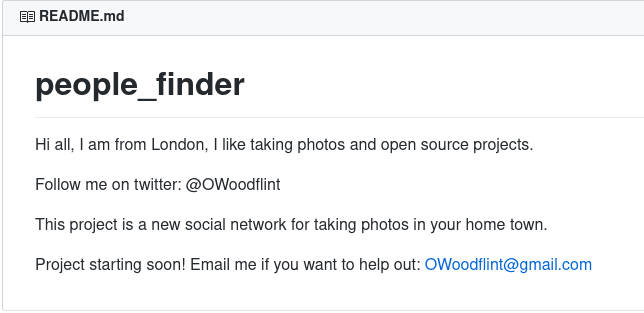 README.md
people_finder
Hi all, I am from London, I like taking photos and open source projects.
Follow me on twitter: @OWoodflint
This project is a new social network for taking photos in your home town.
Project starting soon! Email me if you want to help out: OWoodflint@gmail.com